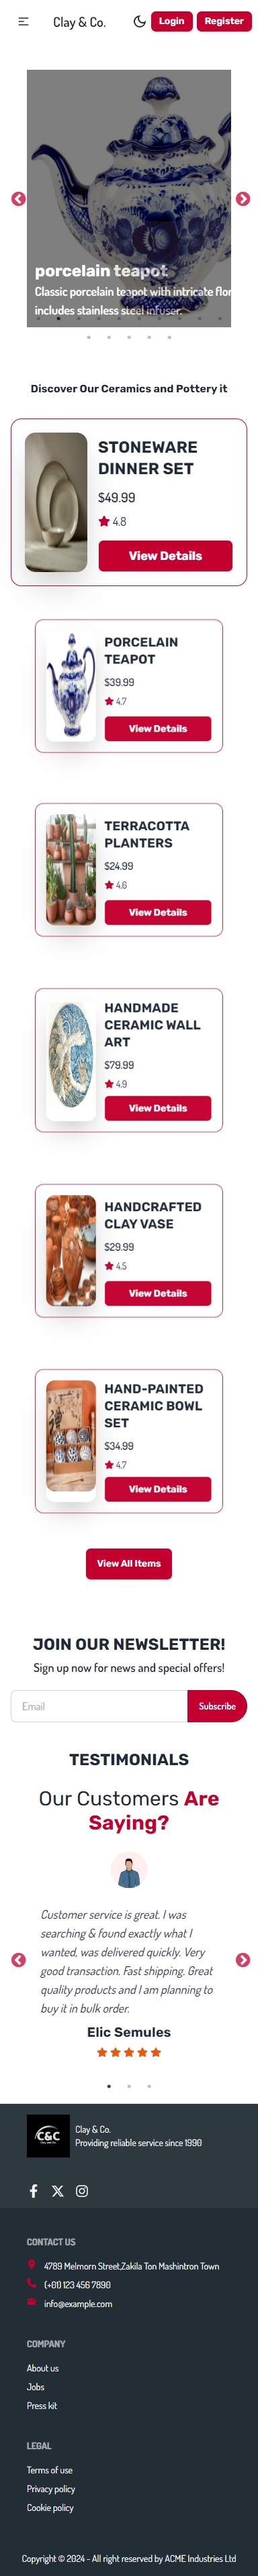 Clay & Co.
Login
Register
porcelain teapot
Classic porcelain teapot with intricate flor
includes stainless steel infuser.
Discover Our Ceramics and Pottery it
STONEWARE
DINNER SET
$49.99
4.8
View Details
PORCELAIN
TEAPOT
$39.99
4.7
View Details
TERRACOTTA
PLANTERS
$24.99
4.6
View Details
HANDMADE
CERAMIC WALL
ART
$79.99
4.9
View Details
HANDCRAFTED
CLAY VASE
$29.99
4.5
View Details
HAND-PAINTED
CERAMIC BOWL
SET
$34.99
4.7
View Details
View All Items
JOIN OUR NEWSLETTER!
Sign up now for news and special offers!
Email
Subscribe
TESTIMONIALS
Our Customers Are
Saying?
Customer service is great. I was
searching & found exactly what I
wanted, was delivered quickly. Very
good transaction. Fast shipping. Great
quality products and I am planning to
buy it in bulk order.
Elic Semules
C&C
Clay & Co.
Providing reliable service since 1990
CONTACT US
4789 Melmorn Street,Zakila Ton Mashintron Town
(+01) 123 456 7890
info@example.com
COMPANY
About us
Jobs
Press kit
LEGAL
Terms of use
Privacy policy
Cookie policy
Copyright © 2024 - All right reserved by ACME Industries Ltd